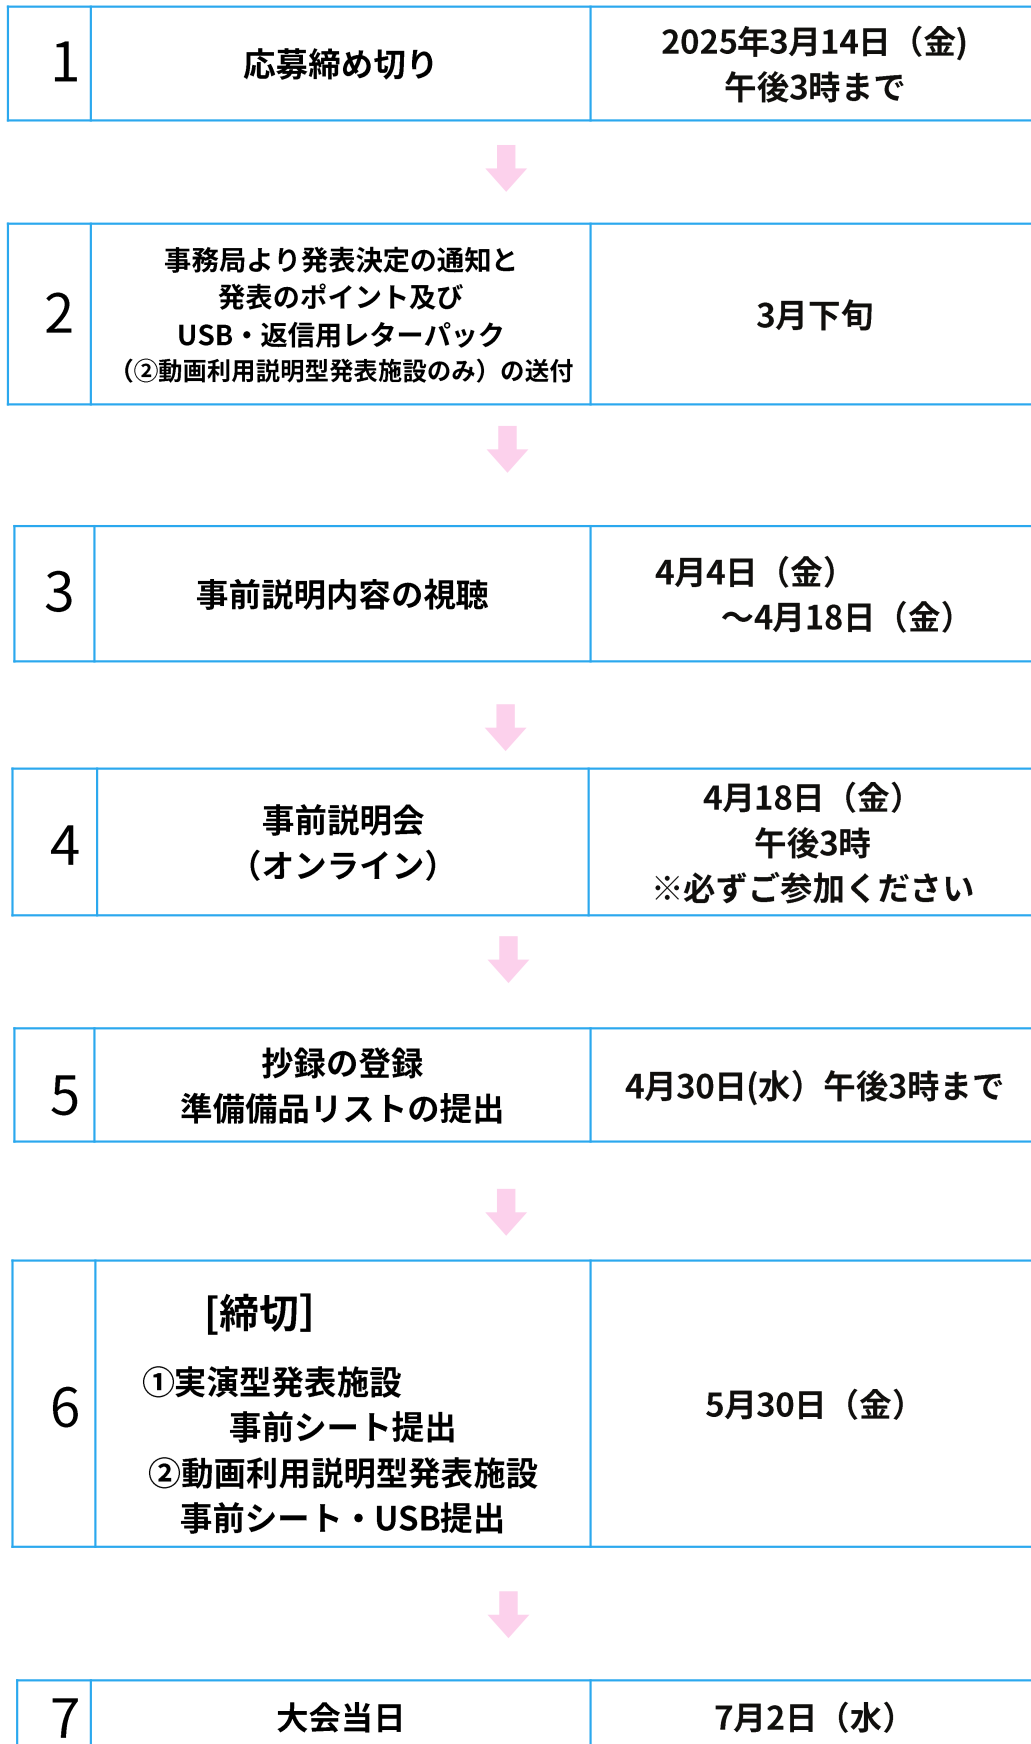 1
応募締め切り
2025年3月14日（金)
午後3時まで
2
事務局より発表決定の通知と
発表のポイント及び
USB・返信用レターパック
（②動画利用説明型発表施設のみ）の送付
3月下旬
3
事前説明内容の視聴
4月4日（金）
～4月18日（金）
4
事前説明会
（オンライン）
4月18日（金）
午後3時
※必ずご参加ください
5
抄録の登録
準備備品リストの提出
4月30日(水）午後3時まで
6
[締切］
①実演型発表施設
事前シート提出
②動画利用説明型発表施設
事前シート・USB提出
5月30日（金）
7
大会当日
7月2日（水）